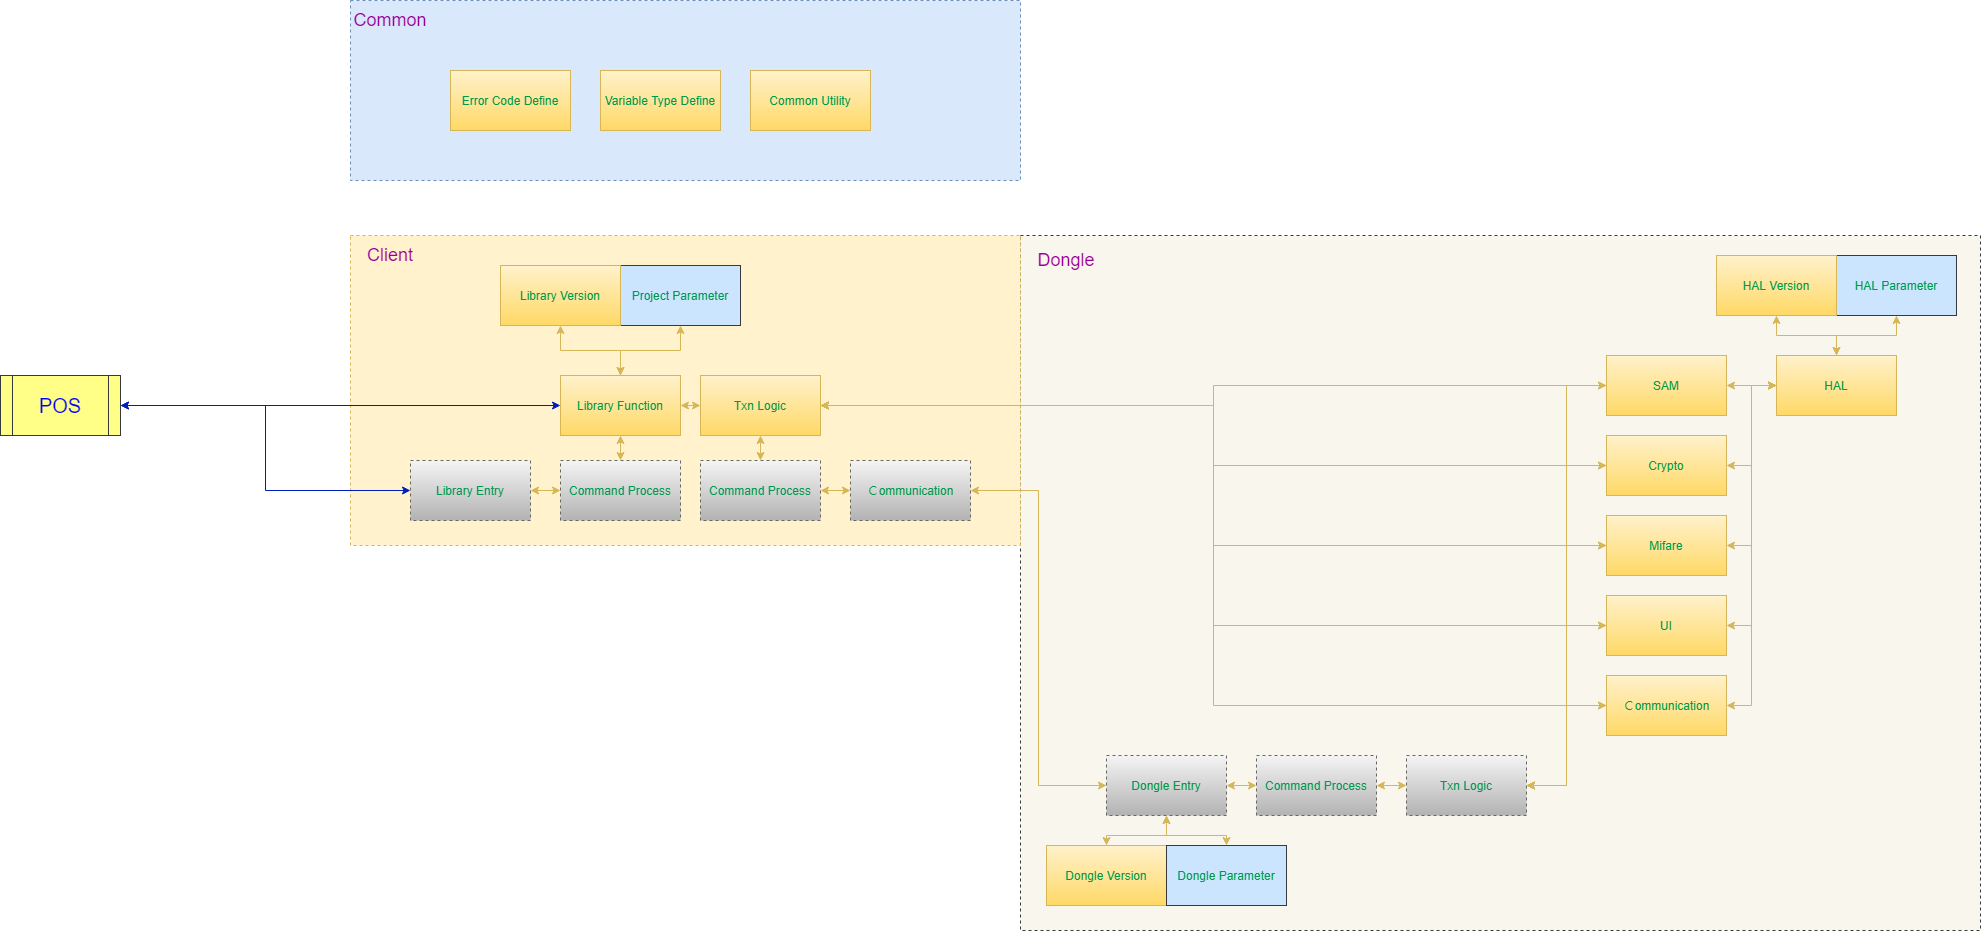 Common
Error Code Define
Variable Type Define
Common Utility
Client
Library Version
Project Parameter
POS
Library Function
Txn Logic
Library Entry
Command Process
Command Process
Communication
Dongle
HAL Version
HAL Parameter
SAM
HAL
Crypto
Mifare
UI
Communication
Dongle Entry
Command Process
Txn Logic
Dongle Version
Dongle Parameter